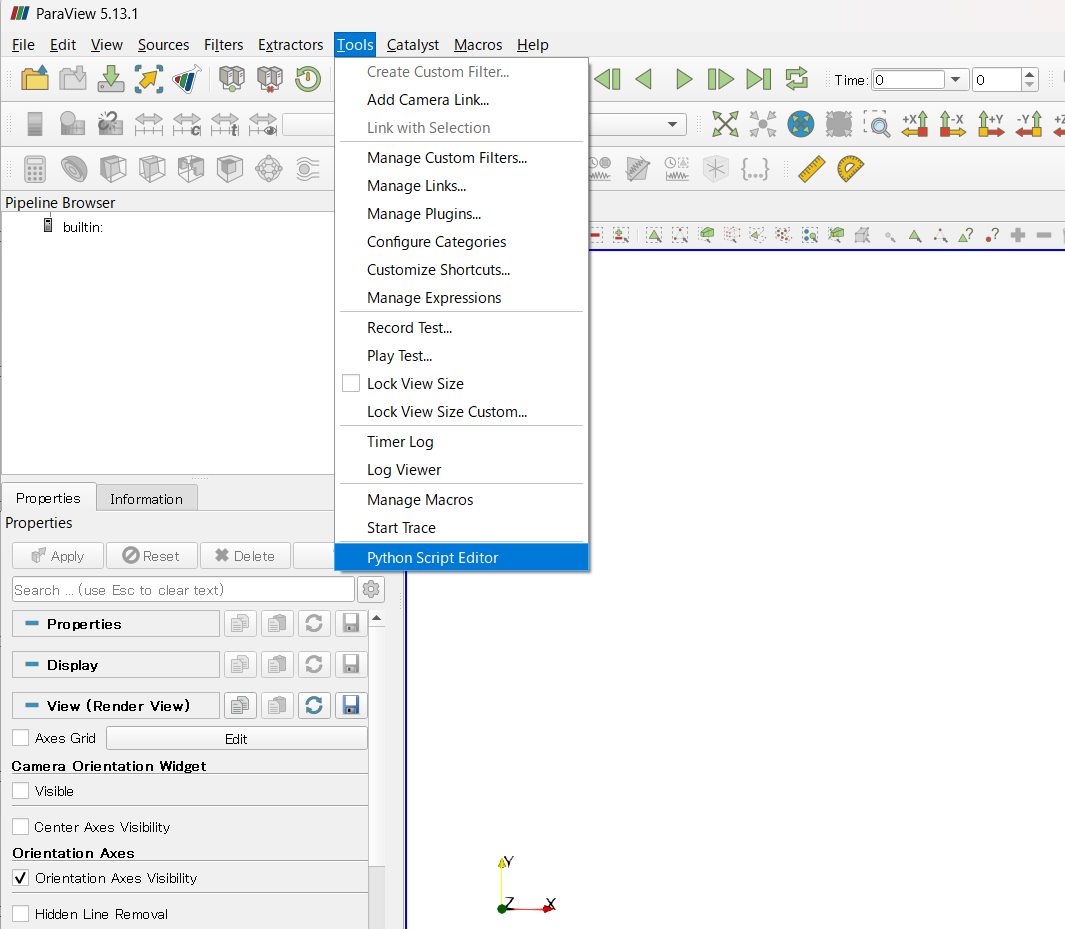 ParaView 5.13.1
File Edit View Sources Filters Extractors Tools Catalyst Macros Help
Time: 0 0
Create Custom Filter...
Add Camera Link...
Link with Selection
Manage Custom Filters...
Manage Links...
Manage Plugins...
Configure Categories
Customize Shortcuts...
Manage Expressions
Record Test...
Play Test...
Lock View Size
Lock View Size Custom...
Timer Log
Log Viewer
Manage Macros
Start Trace
Python Script Editor
+X -X +Y -Y +Z
Pipeline Browser
builtin:
Properties Information
Properties
Apply Reset Delete
Search ... (use Esc to clear text)
Properties
Display
View (Render View)
Axes Grid Edit
Camera Orientation Widget
Visible
Center Axes Visibility
Orientation Axes
Orientation Axes Visibility
Hidden Line Removal
Y
Z X